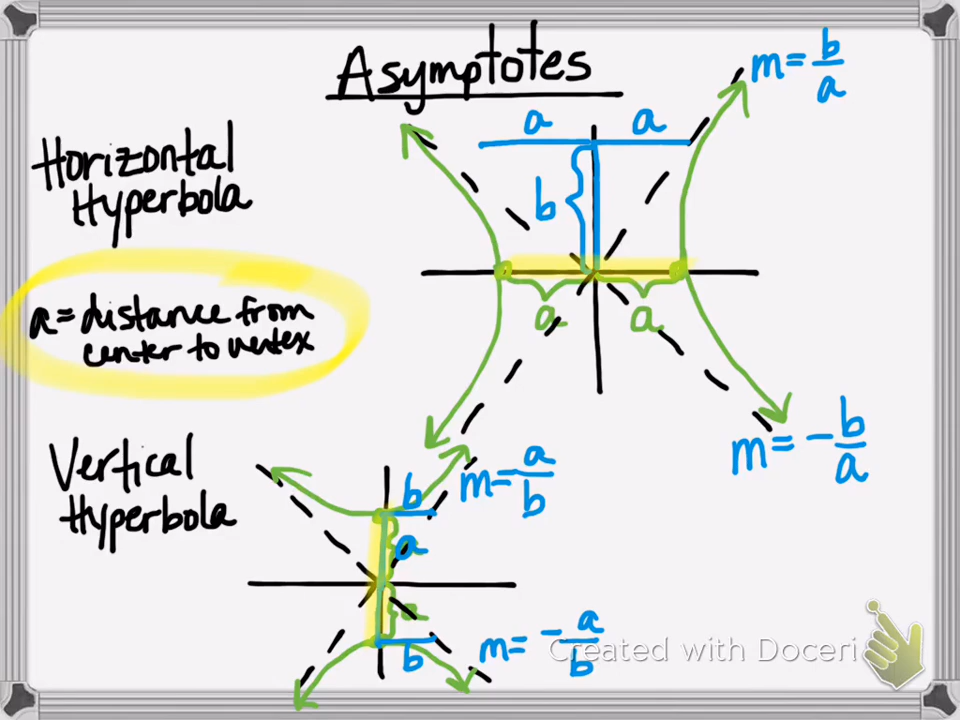 Asymptotes
m = b/a
Horizontal
Hyperbola
a a
b
a = distance from
center to vertex
a a
m = -b/a
Vertical
Hyperbola
m = a/b
b
a
a
b
m = -a/b
Created with Doceri